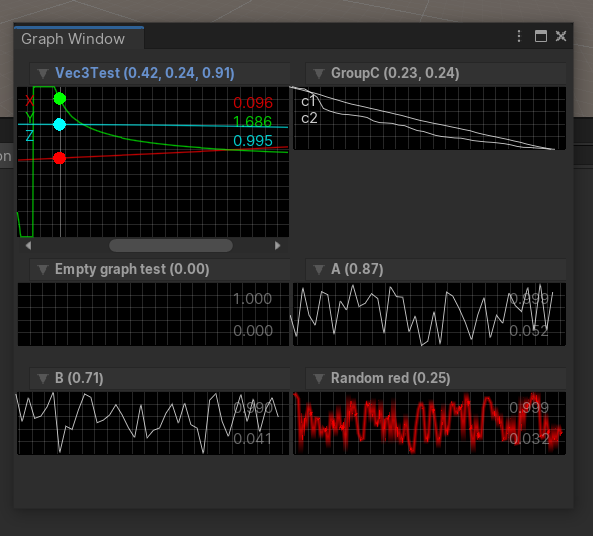 Graph Window
on
Vec3Test (0.42, 0.24, 0.91)
X
Y
Z
0.096
1.686
0.995
GroupC (0.23, 0.24)
c1
c2
Empty graph test (0.00)
1.000
0.000
A (0.87)
0.999
0.052
B (0.71)
0.990
0.041
Random red (0.25)
0.999
0.032